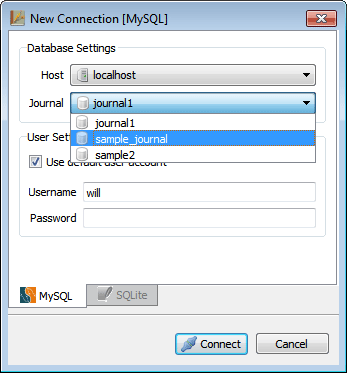 New Connection [MySQL]
Database Settings
Host localhost
Journal journal1
journal1
sample_journal
sample2
User Set
Use default user account
Username will
Password
MySQL SQLite
Connect Cancel